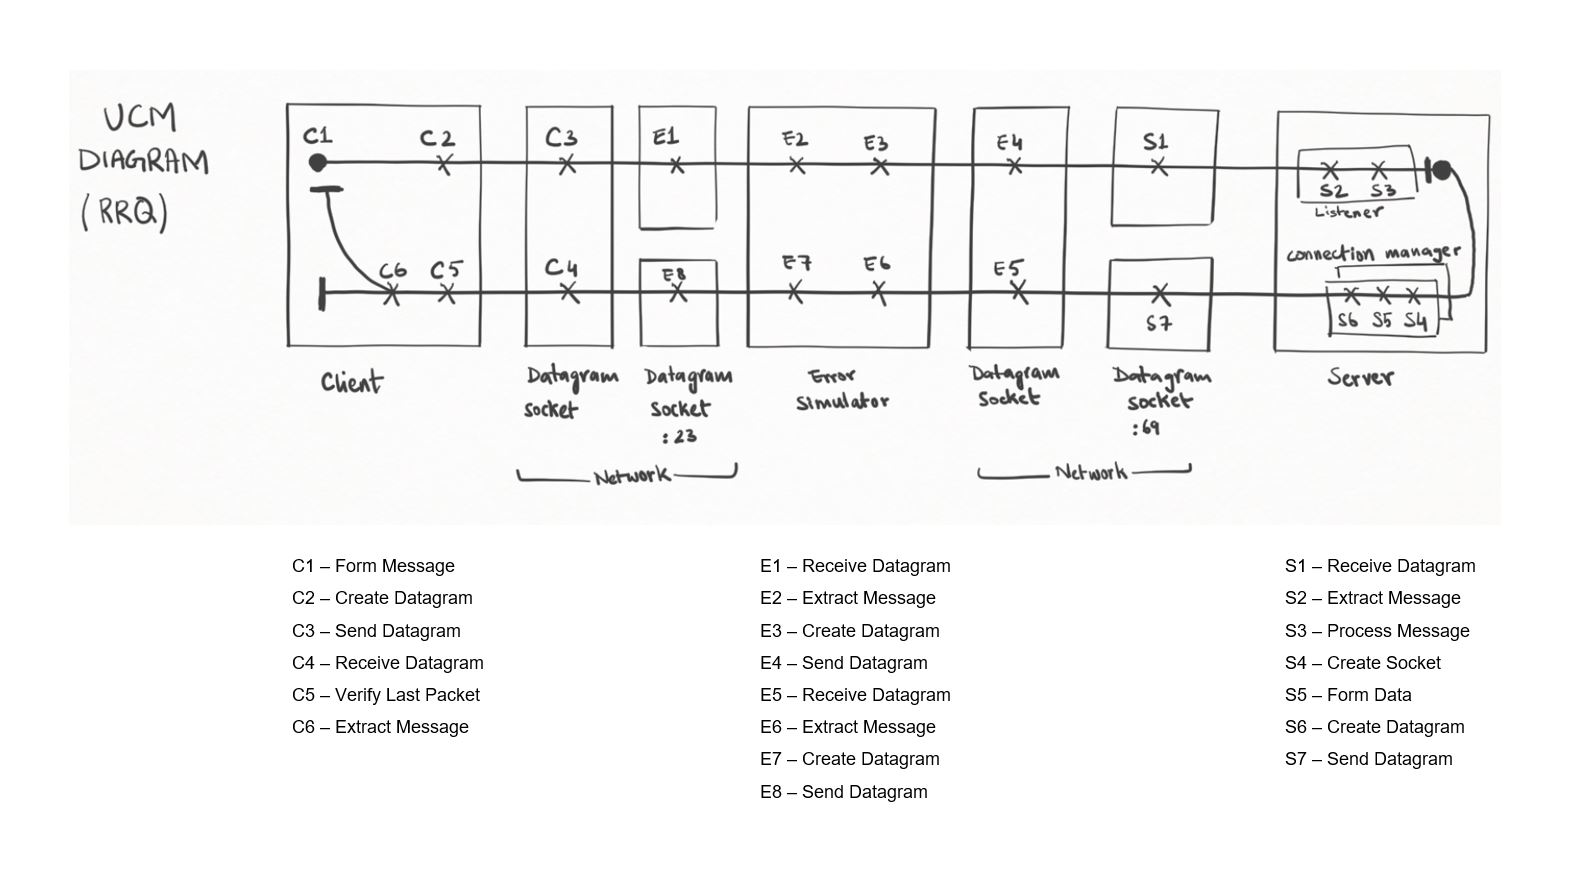 UCM
DIAGRAM
(RRQ)
C1 C2 C3 E1 E2 E3 E4 S1
S2 S3
Listener
connection manager
C6 C5 C4 E8 E7 E6 E5
S7
S6 S5 S4
Client
Datagram
Socket
Datagram
Socket
:23
Error
Simulator
Datagram
Socket
Datagram
Socket
:69
Server
Network
Network
C1 – Form Message
C2 – Create Datagram
C3 – Send Datagram
C4 – Receive Datagram
C5 – Verify Last Packet
C6 – Extract Message
E1 – Receive Datagram
E2 – Extract Message
E3 – Create Datagram
E4 – Send Datagram
E5 – Receive Datagram
E6 – Extract Message
E7 – Create Datagram
E8 – Send Datagram
S1 – Receive Datagram
S2 – Extract Message
S3 – Process Message
S4 – Create Socket
S5 – Form Data
S6 – Create Datagram
S7 – Send Datagram